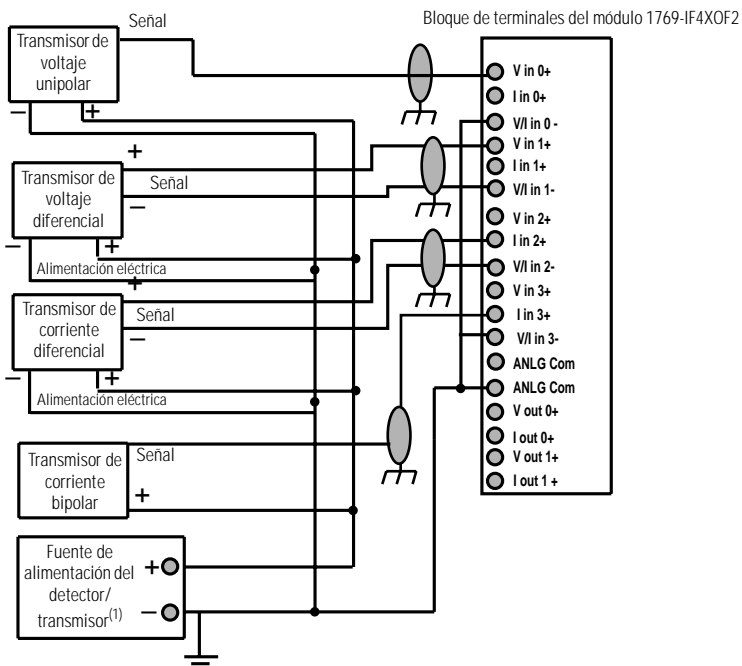 Bloque de terminales del módulo 1769-IF4XOF2
Señal
Transmisor de
voltaje
unipolar
— +
+
Transmisor de
voltaje
diferencial
Señal
—
— +
Alimentación eléctrica
+
Transmisor de
corriente
diferencial
Señal
—
— +
Alimentación eléctrica
Transmisor de
corriente
bipolar
Señal
+
Fuente de
alimentación del
detector/
transmisor(1)
+
—
V in 0+
I in 0+
V/I in 0 -
V in 1+
I in 1+
V/I in 1-
V in 2+
I in 2+
V/I in 2-
V in 3+
I in 3+
V/I in 3-
ANLG Com
ANLG Com
V out 0+
I out 0+
V out 1+
I out 1 +